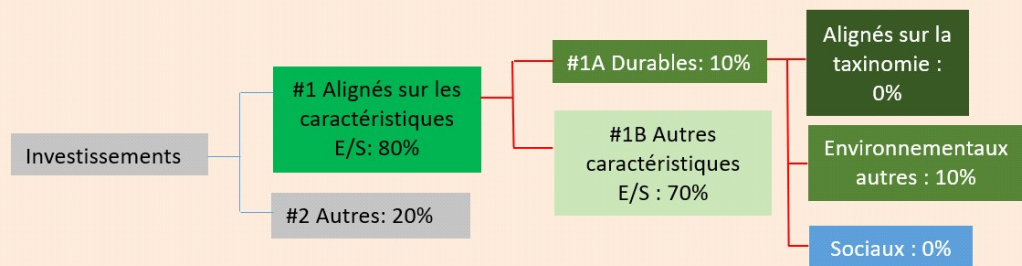 Investissements
#1 Alignés sur les
caractéristiques
E/S: 80%
#2 Autres: 20%
#1A Durables: 10%
#1B Autres
caractéristiques
E/S : 70%
Alignés sur la
taxinomie :
0%
Environnementaux
autres : 10%
Sociaux : 0%